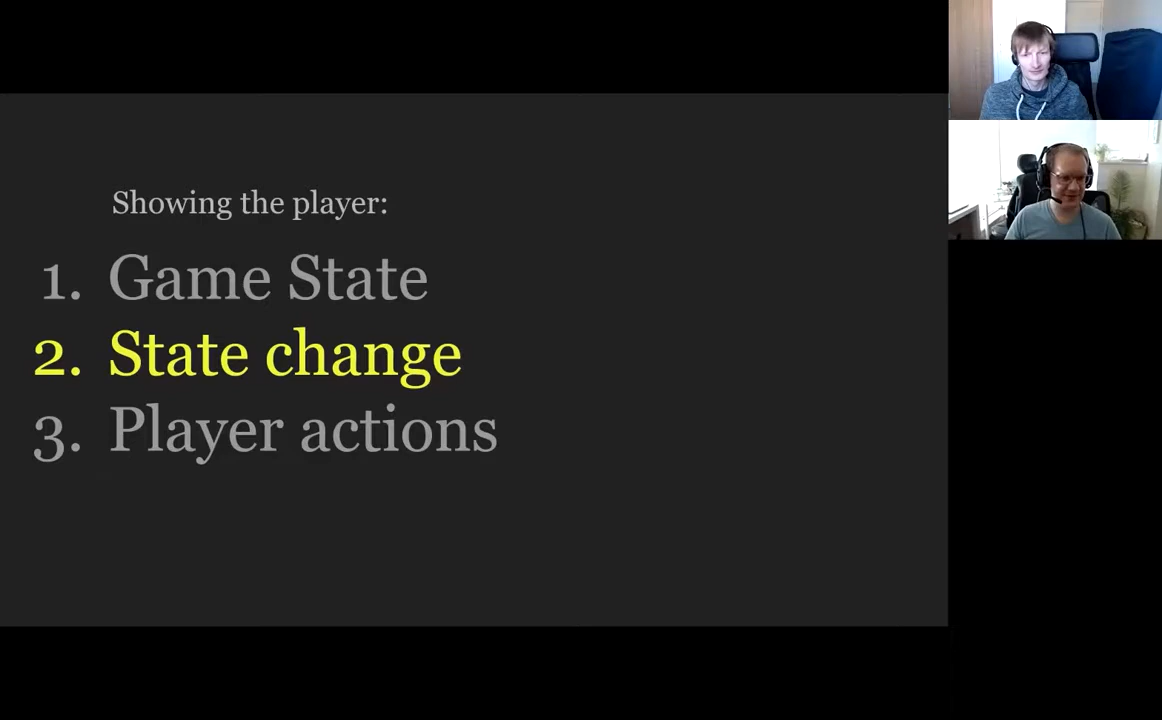 Showing the player:
1. Game State
2. State change
3. Player actions